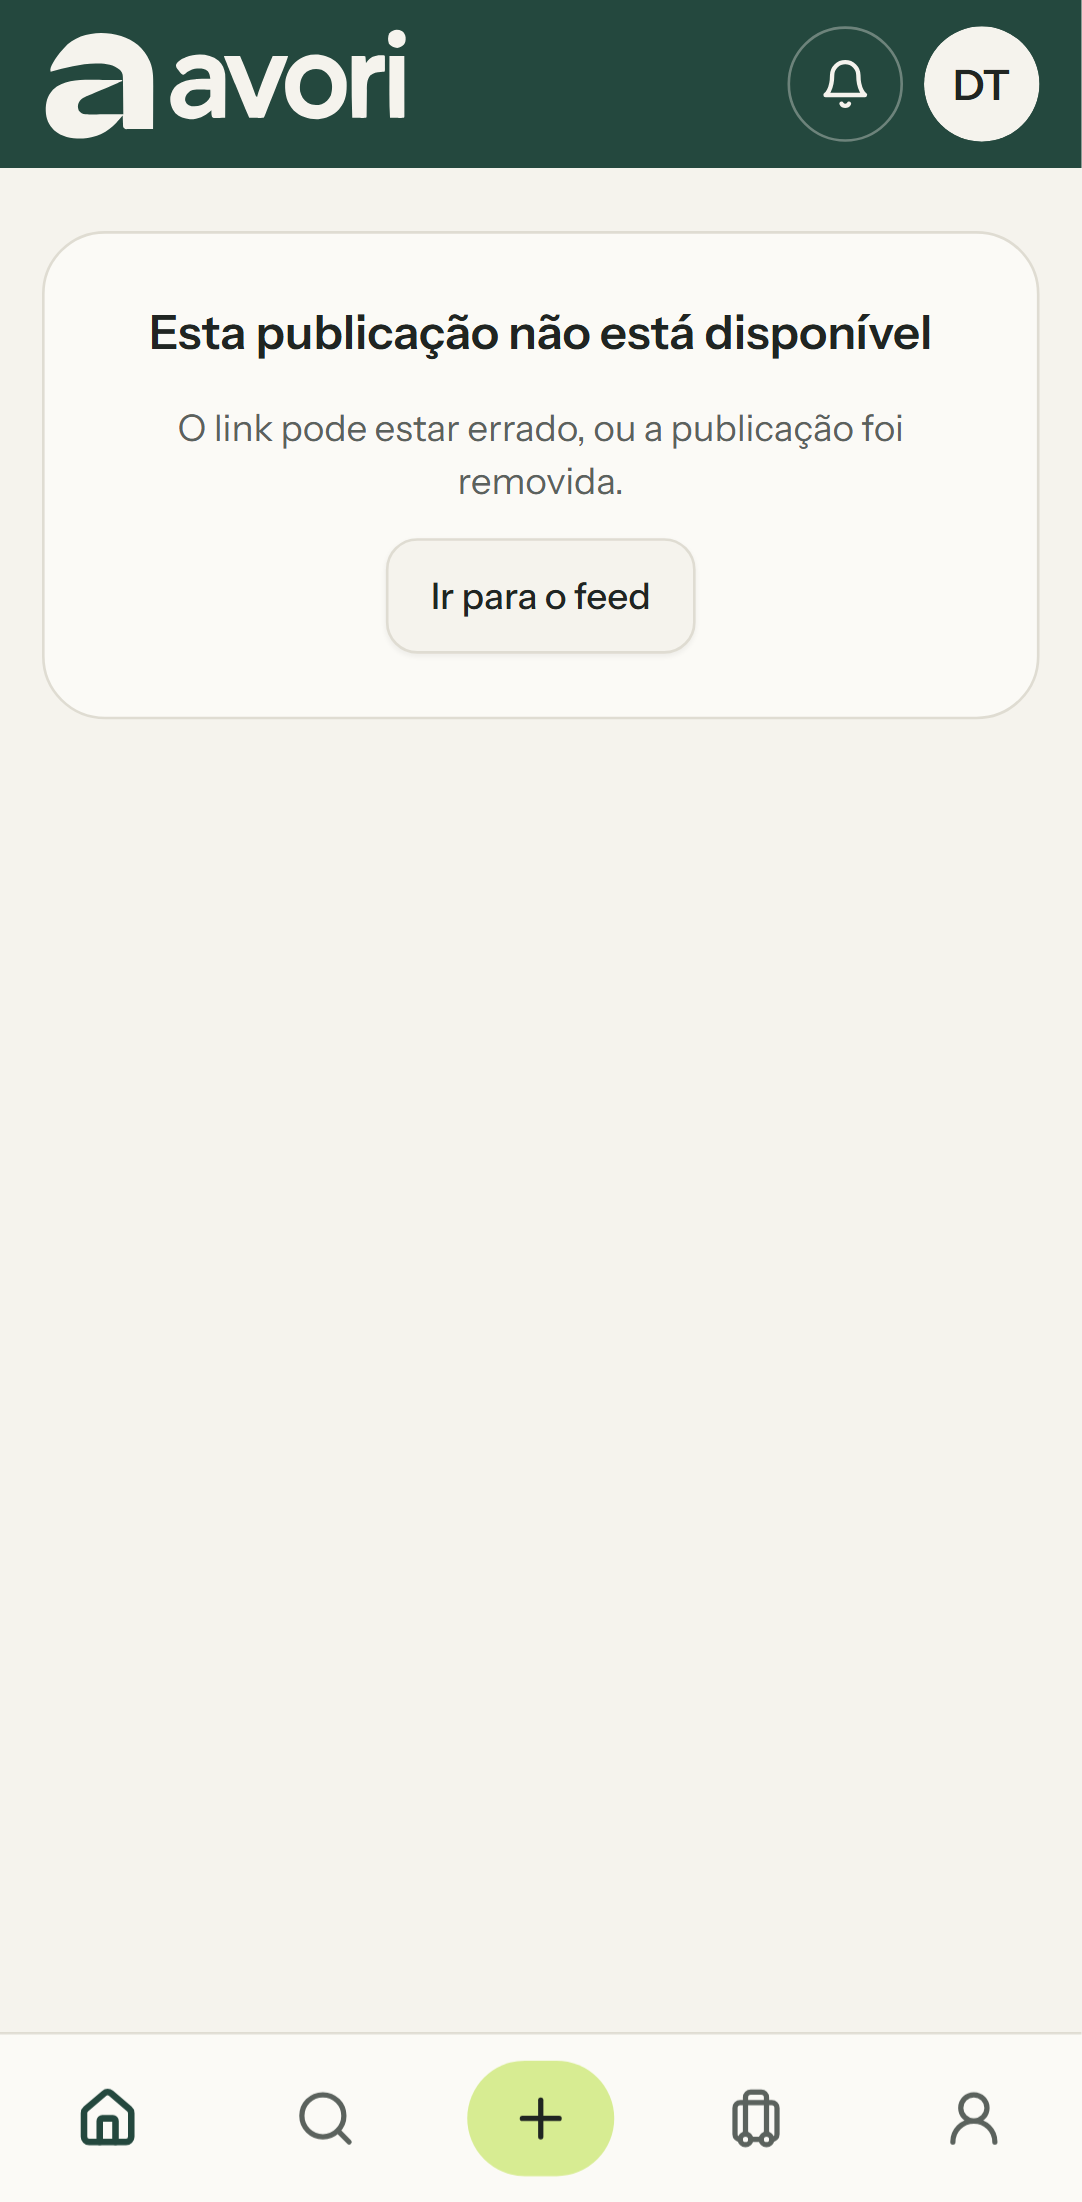 avori
DT
Esta publicação não está disponível
O link pode estar errado, ou a publicação foi
removida.
Ir para o feed